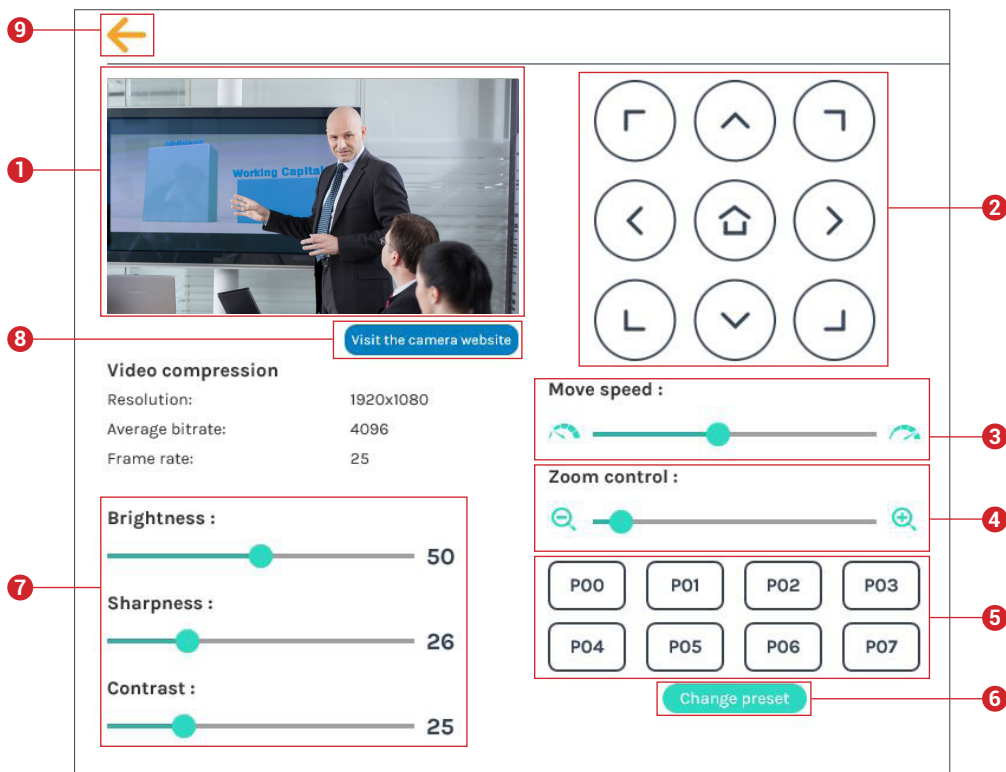 9
1
Working Capital
2
8
Visit the camera website
Video compression
Resolution: 1920x1080
Average bitrate: 4096
Frame rate: 25
Move speed :
3
Zoom control :
4
7
Brightness :
50
Sharpness :
26
Contrast :
25
P00 P01 P02 P03
5
P04 P05 P06 P07
Change preset
6